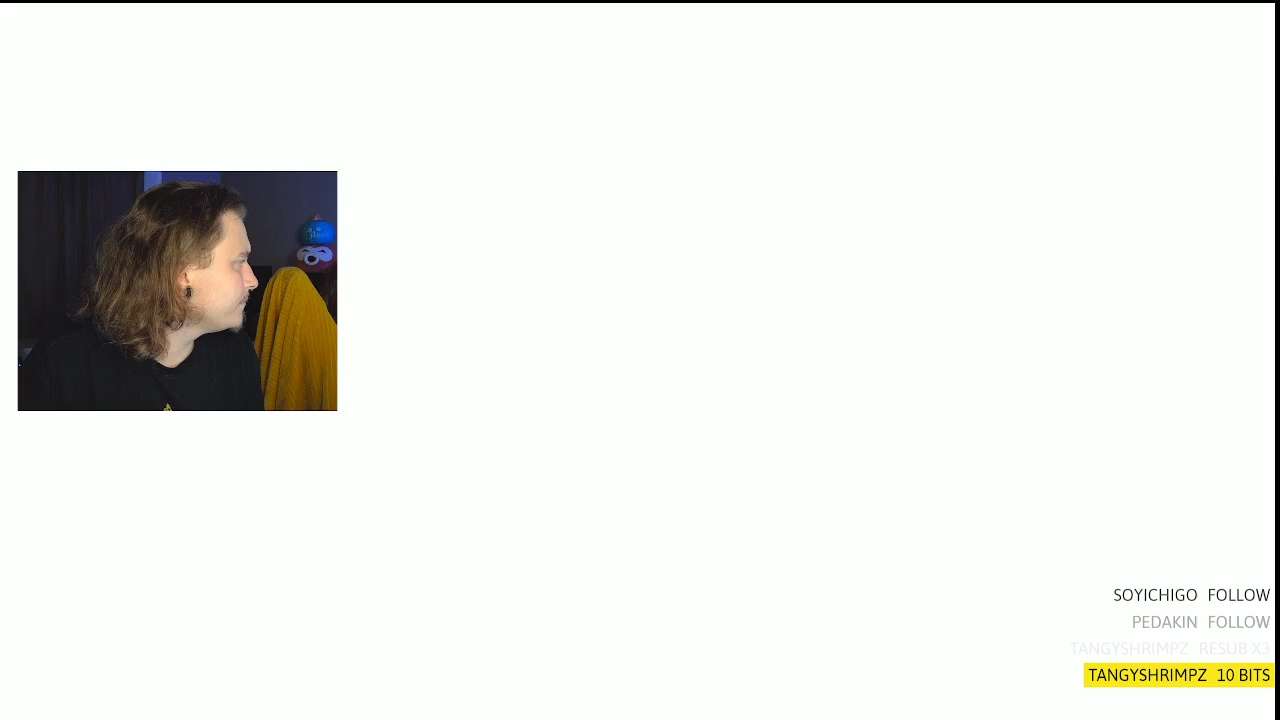 SOYICHIGO FOLLOW
PEDAKIN FOLLOW
TANGYSHRIMPZ RESUB X3
TANGYSHRIMPZ 10 BITS